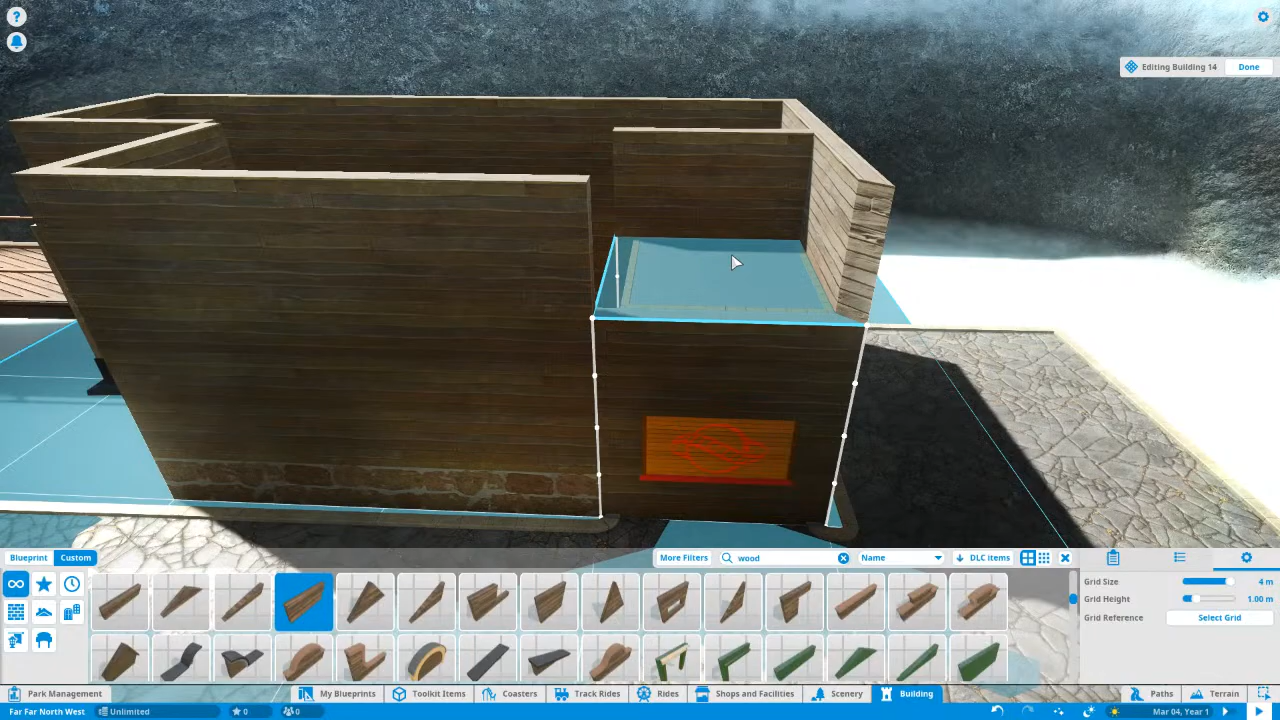 ?
Editing Building 14 Done
Blueprint Custom
More Filters wood Name DLC items
Grid Size 4 m
Grid Height 1.00 m
Grid Reference Select Grid
Park Management My Blueprints Toolkit Items Coasters Track Rides Rides Shops and Facilities Scenery Building Paths Terrain
Far Far North West Unlimited 0 0 Mar 04, Year 1